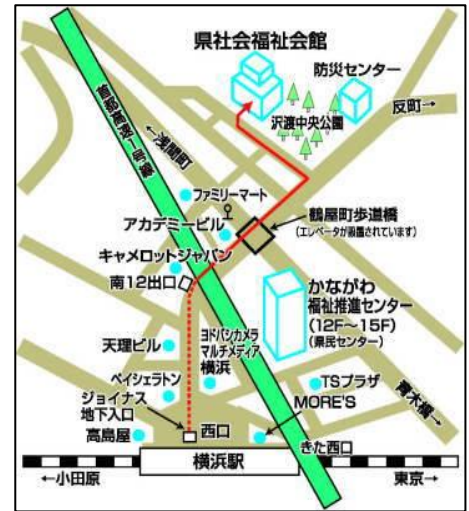 県社会福祉会館
防災センター
反町→
沢渡中央公園
首都高速一号線
←浅間町
ファミリーマート
アカデミービル
鶴屋町歩道橋
(エレベータが設置されています)
キャメロットジャパン
南12出口
かながわ
福祉推進センター
(12F~15F)
(県民センター)
天理ビル
ヨドバシカメラ
マルチメディア
横浜
ベイシェラトン
TSプラザ
青木橋→
ジョイナス
地下入口
西口
MORE'S
高島屋
きた西口
横浜駅
←小田原
東京→